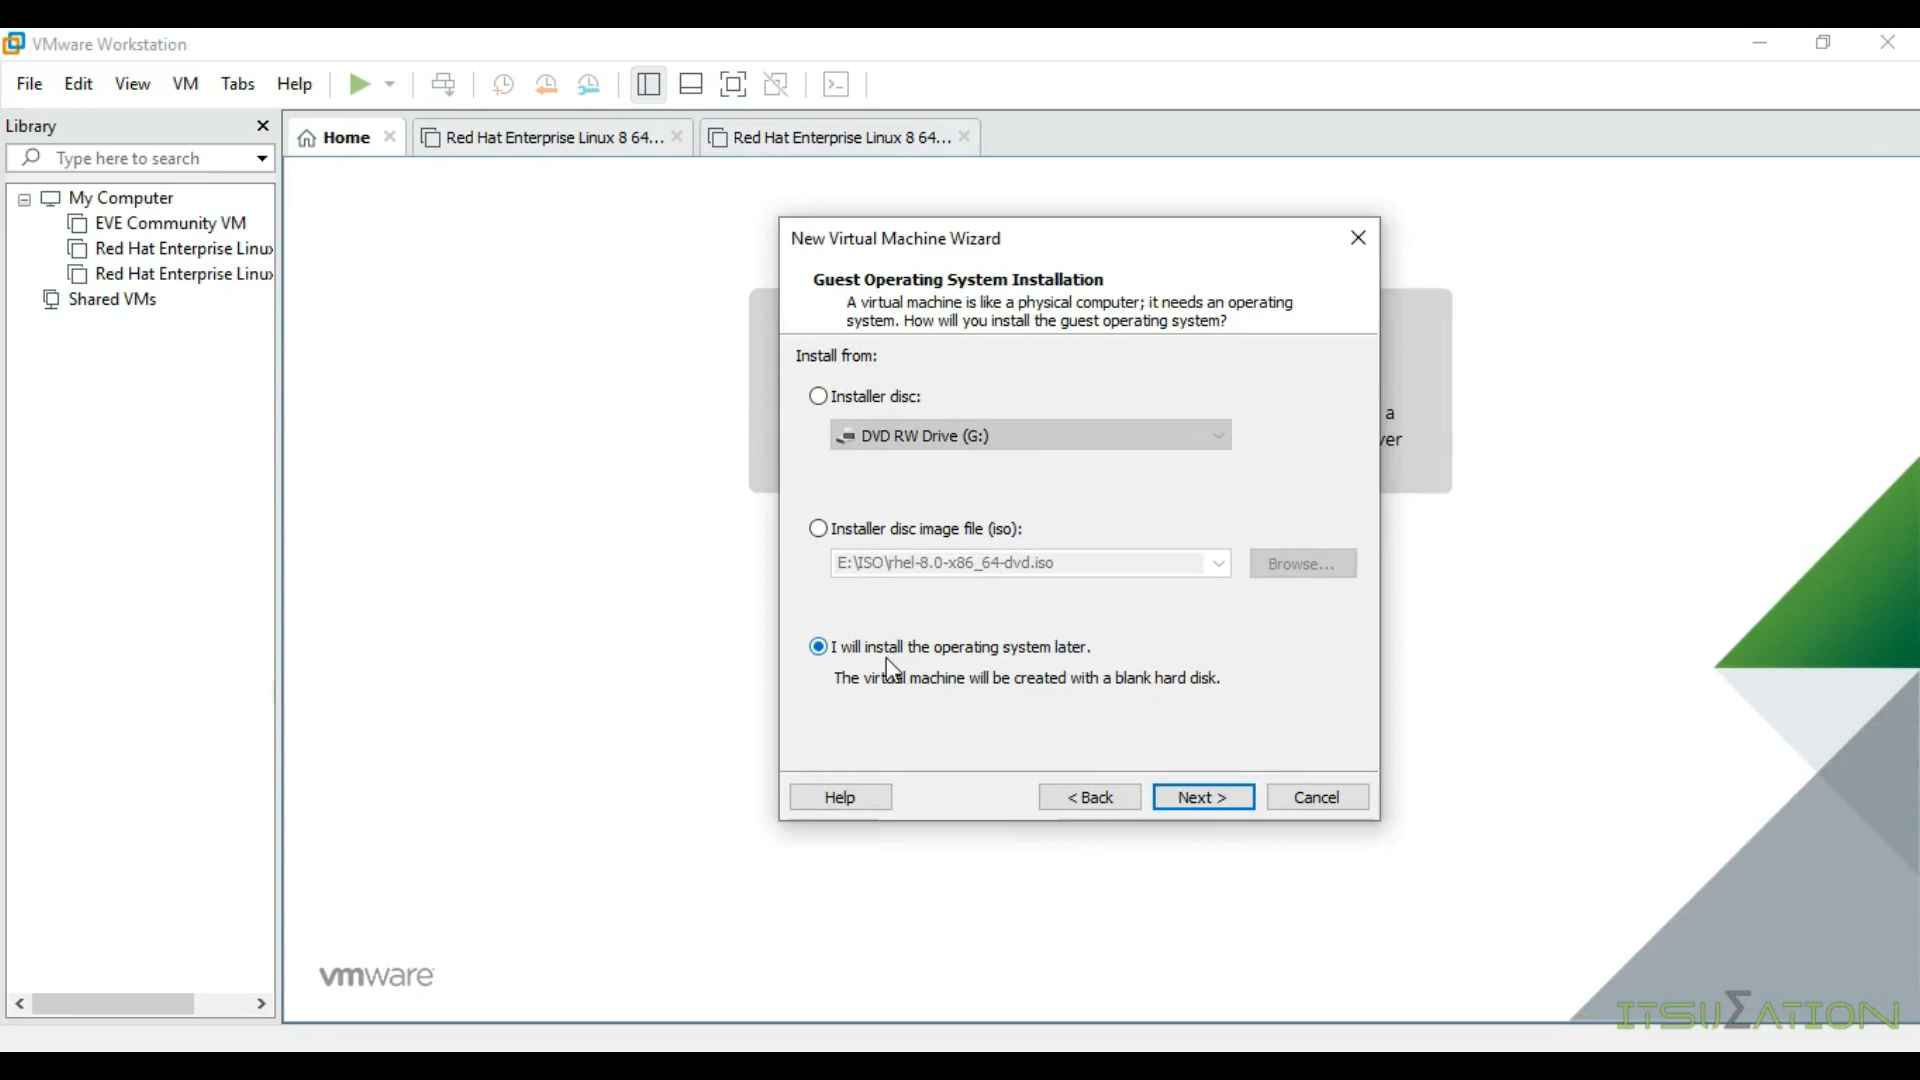 VMware Workstation
File Edit View VM Tabs Help
Library
Type here to search
Home
Red Hat Enterprise Linux 8 64...
Red Hat Enterprise Linux 8 64...
My Computer
EVE Community VM
Red Hat Enterprise Linux
Red Hat Enterprise Linux
Shared VMs
New Virtual Machine Wizard
Guest Operating System Installation
A virtual machine is like a physical computer; it needs an operating
system. How will you install the guest operating system?
Install from:
Installer disc:
DVD RW Drive (G:)
Installer disc image file (iso):
E:\ISO\rhel-8.0-x86_64-dvd.iso
Browse...
I will install the operating system later.
The virtual machine will be created with a blank hard disk.
Help
< Back
Next >
Cancel
a
ver
vmware